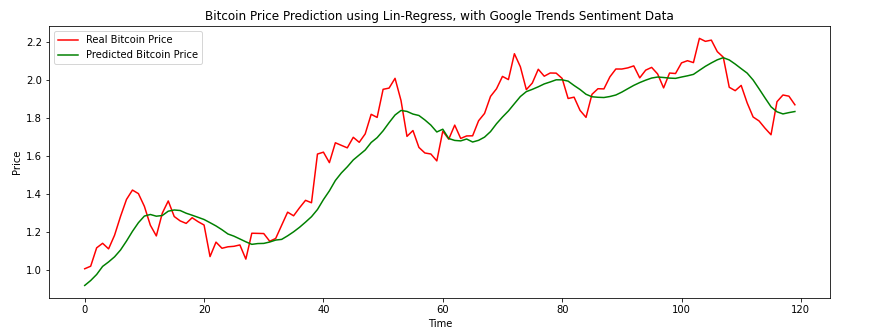 Bitcoin Price Prediction using Lin-Regress, with Google Trends Sentiment Data
Real Bitcoin Price
Predicted Bitcoin Price
2.2
2.0
1.8
1.6
1.4
1.2
1.0
Price
0
20
40
60
80
100
120
Time